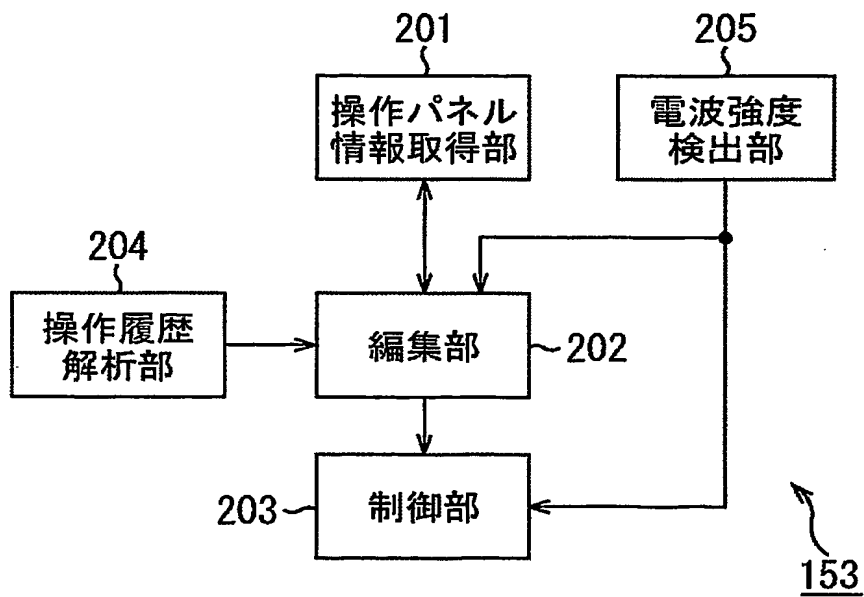 201
操作パネル
情報取得部
205
電波強度
検出部
204
操作履歴
解析部
編集部
202
203
制御部
153